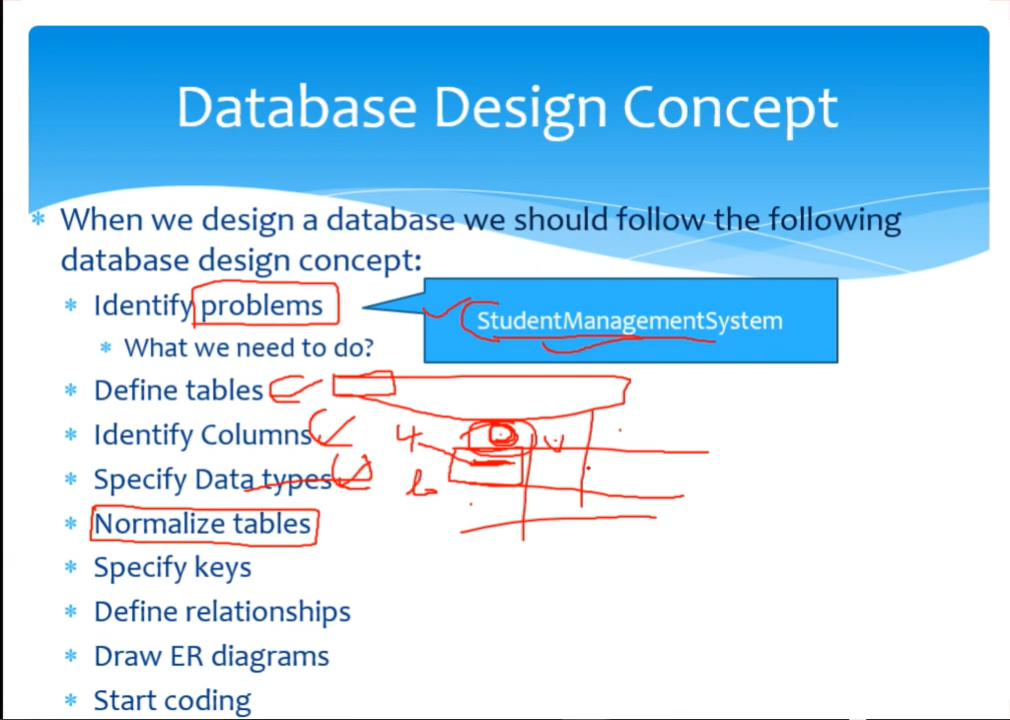 Database Design Concept
* When we design a database we should follow the following
database design concept:
* Identify problems
StudentManagementSystem
* What we need to do?
* Define tables
* Identify Columns
* Specify Data types
* Normalize tables
* Specify keys
* Define relationships
* Draw ER diagrams
* Start coding